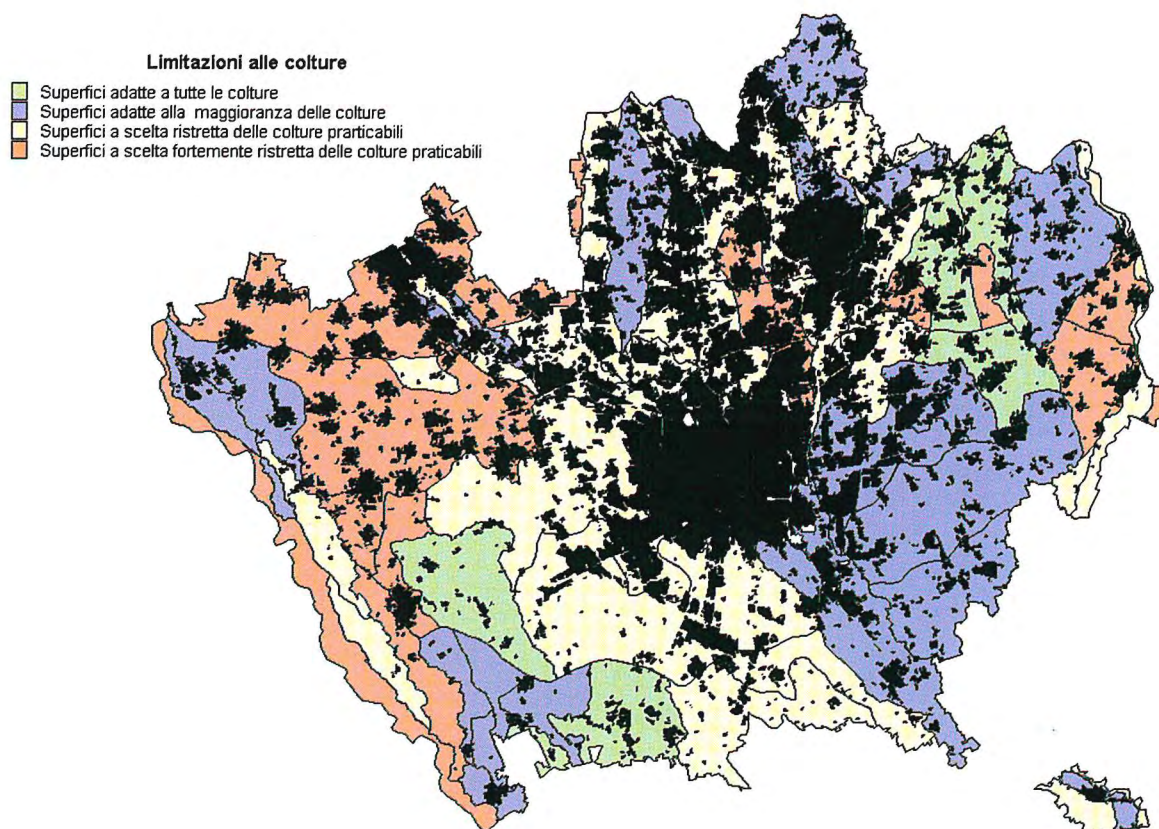 Limitazioni alle colture
Superfici adatte a tutte le colture
Superfici adatte alla maggioranza delle colture
Superfici a scelta ristretta delle colture prarticabili
Superfici a scelta fortemente ristretta delle colture praticabili